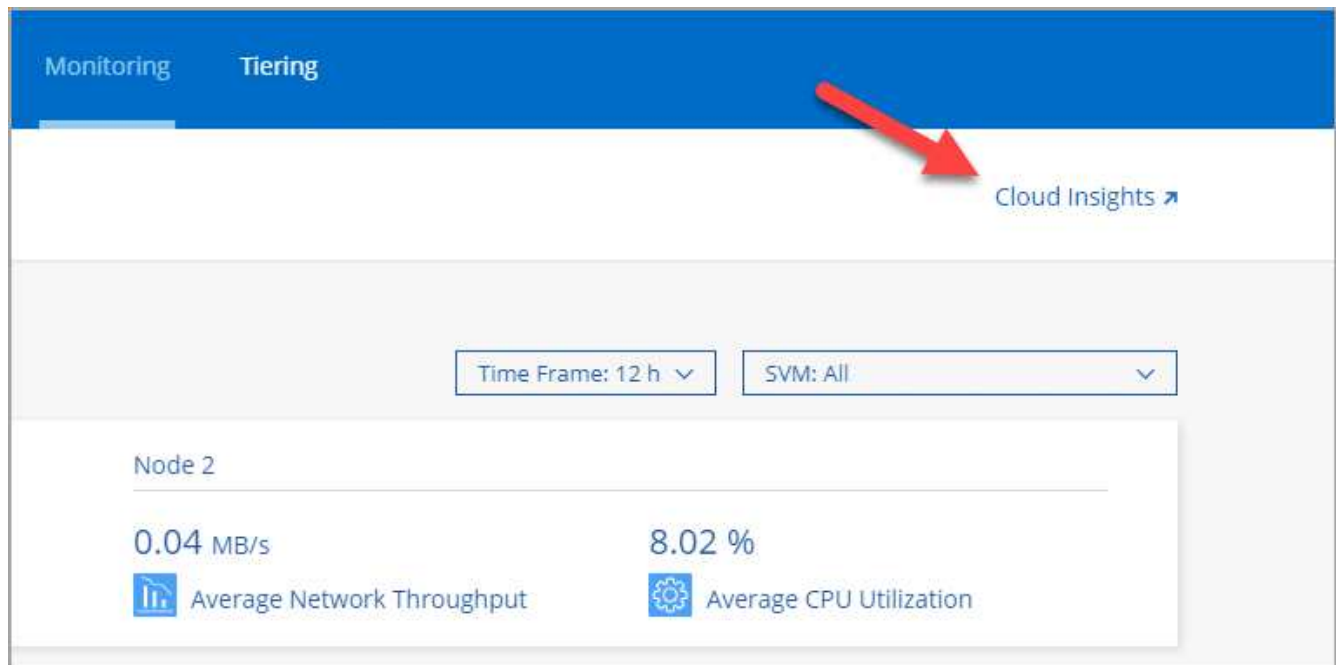 Monitoring Tiering
Cloud Insights
Time Frame: 12 h SVM: All
Node 2
0.04 MB/s 8.02 %
Average Network Throughput Average CPU Utilization